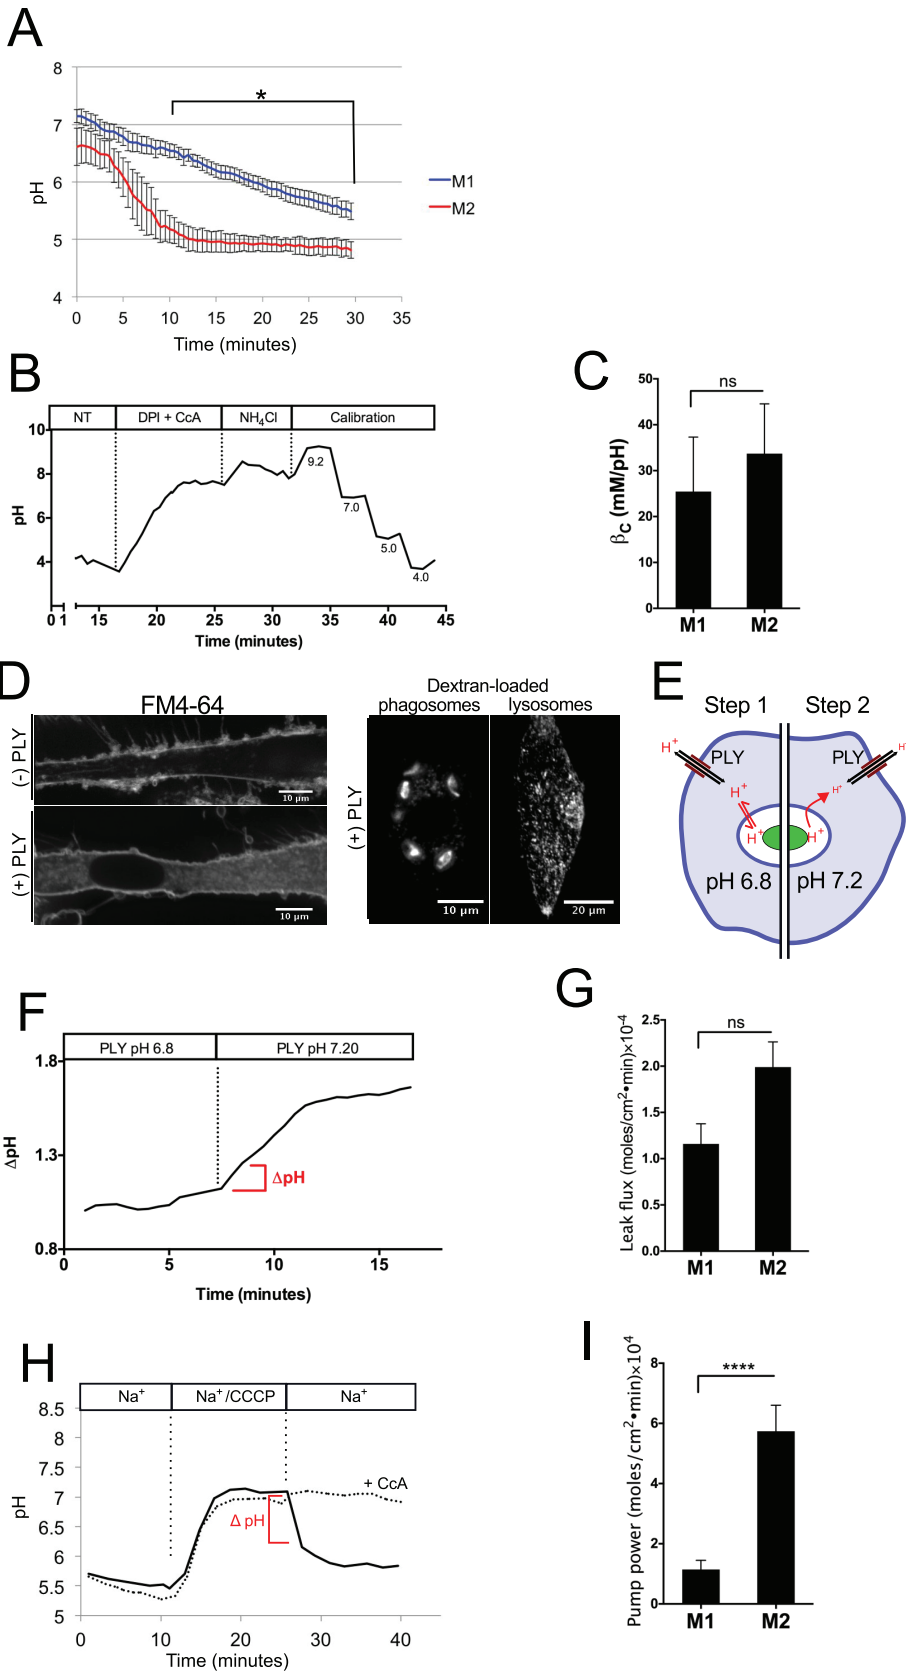 A
8
7
6
5
4
pH
*
M1
M2
0 5 10 15 20 25 30 35
Time (minutes)
B
NT DPI + CcA NH4Cl Calibration
10
8
6
4
pH
9.2
7.0
5.0
4.0
0 1 15 20 25 30 35 40 45
Time (minutes)
C
ns
50
40
30
20
10
0
βC (mM/pH)
M1 M2
D
FM4-64
(-) PLY
10 µm
(+) PLY
10 µm
Dextran-loaded
phagosomes lysosomes
(+) PLY
10 µm
20 µm
E
Step 1 Step 2
H+ PLY PLY H+
H+ H+
H+ H+
pH 6.8 pH 7.2
F
PLY pH 6.8 PLY pH 7.20
1.8
1.3
0.8
ΔpH
ΔpH
0 5 10 15
Time (minutes)
G
ns
2.5
2.0
1.5
1.0
0.5
0.0
Leak flux (moles/cm²•min)×10⁻⁴
M1 M2
H
Na+ Na+/CCCP Na+
8.5
8
7.5
7
6.5
6
5.5
5
pH
+ CcA
Δ pH
0 10 20 30 40
Time (minutes)
I
****
8
6
4
2
0
Pump power (moles/cm²•min)×10⁴
M1 M2